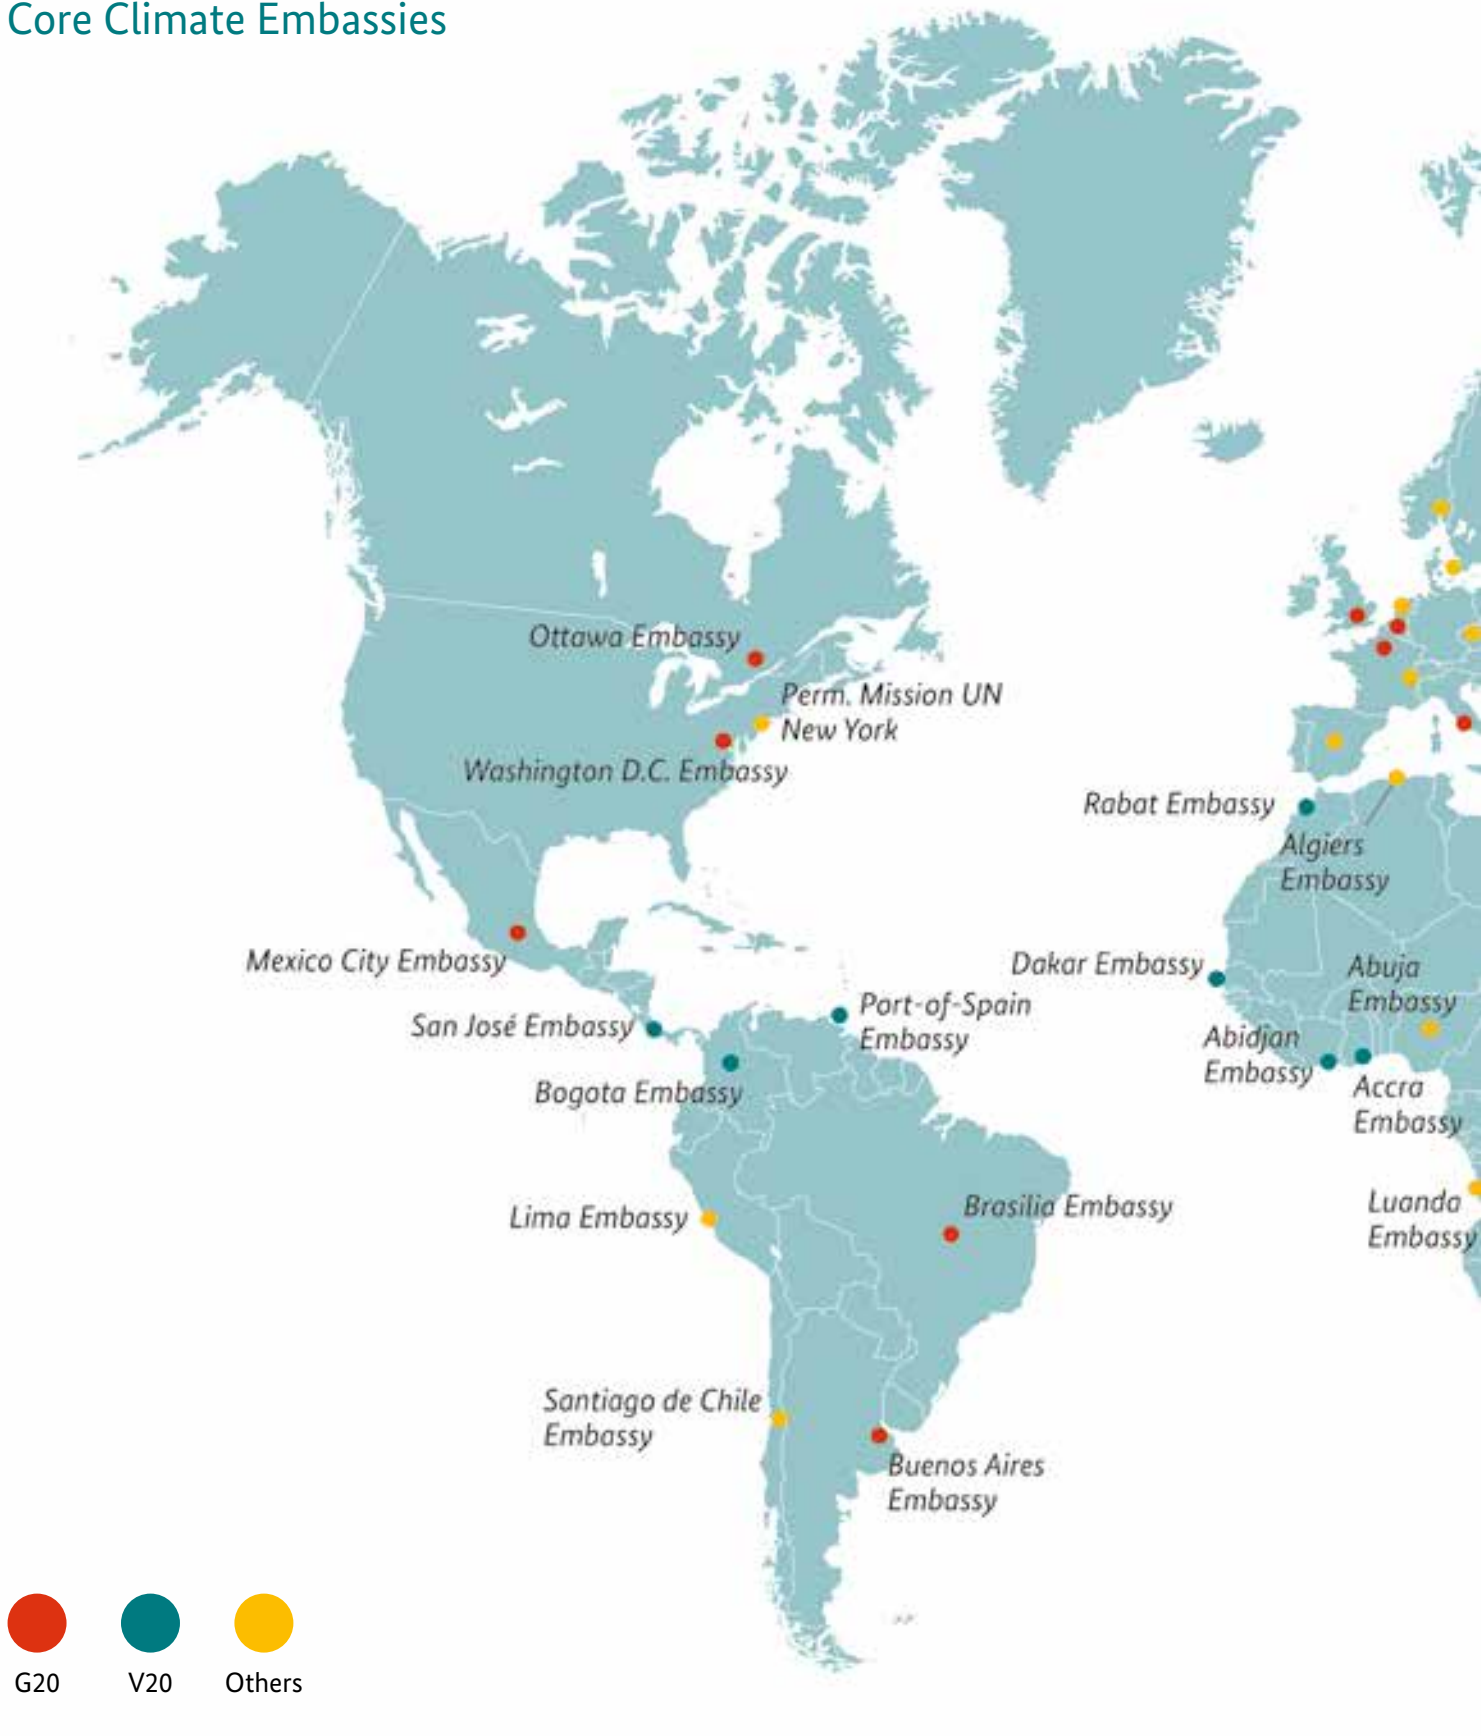 Core Climate Embassies
Ottawa Embassy
Perm. Mission UN
New York
Washington D.C. Embassy
Rabat Embassy
Algiers
Embassy
Mexico City Embassy
Dakar Embassy
Abuja
Embassy
Port-of-Spain
Embassy
San José Embassy
Abidjan
Embassy
Bogota Embassy
Accra
Embassy
Lima Embassy
Brasilia Embassy
Luanda
Embassy
Santiago de Chile
Embassy
Buenos Aires
Embassy
G20
V20
Others